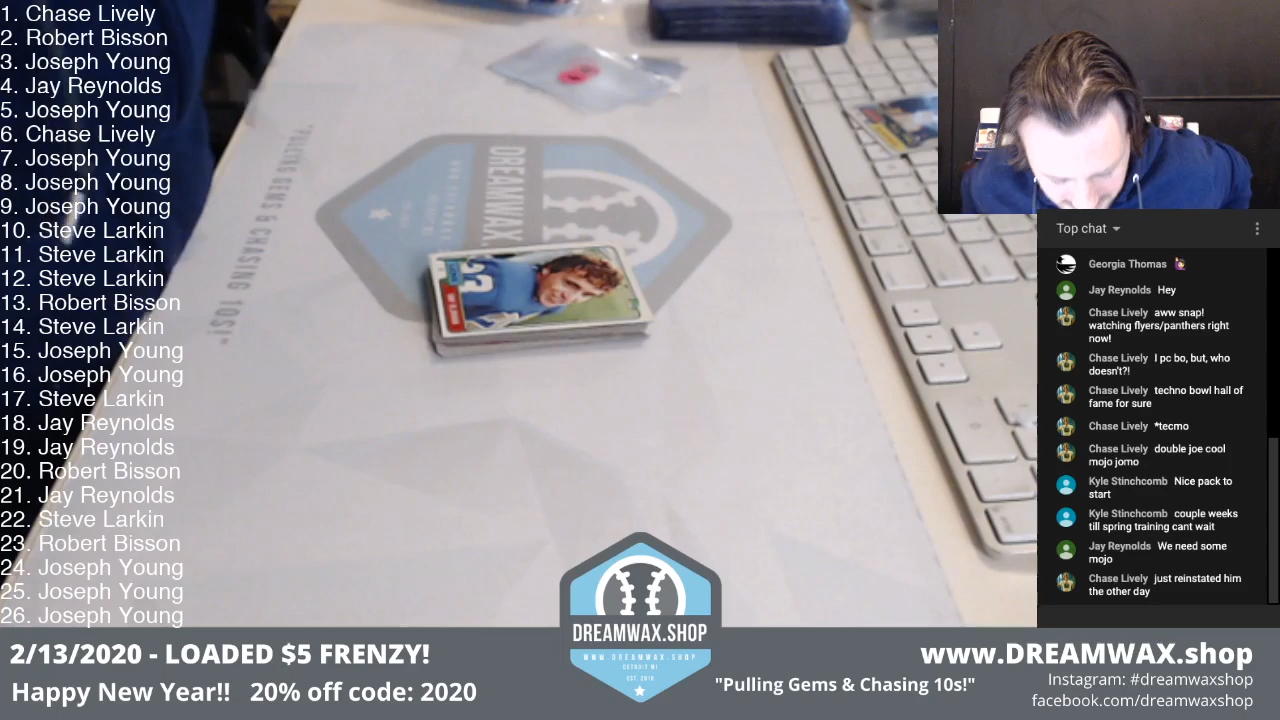 1. Chase Lively
2. Robert Bisson
3. Joseph Young
4. Jay Reynolds
5. Joseph Young
6. Chase Lively
7. Joseph Young
8. Joseph Young
9. Joseph Young
10. Steve Larkin
11. Steve Larkin
12. Steve Larkin
13. Robert Bisson
14. Steve Larkin
15. Joseph Young
16. Joseph Young
17. Steve Larkin
18. Jay Reynolds
19. Jay Reynolds
20. Robert Bisson
21. Jay Reynolds
22. Steve Larkin
23. Robert Bisson
24. Joseph Young
25. Joseph Young
26. Joseph Young
"PULLING GEMS & CHASING 10S!"
DREAMWAX.
23
Top chat
Georgia Thomas
Jay Reynolds Hey
Chase Lively aww snap!
watching flyers/panthers right
now!
Chase Lively I pc bo, but, who
doesn't?!
Chase Lively techno bowl hall of
fame for sure
Chase Lively *tecmo
Chase Lively double joe cool
mojo jomo
Kyle Stinchcomb Nice pack to
start
Kyle Stinchcomb couple weeks
till spring training cant wait
Jay Reynolds We need some
mojo
Chase Lively just reinstated him
the other day
2/13/2020 - LOADED $5 FRENZY!
Happy New Year!! 20% off code: 2020
DREAMWAX.SHOP
WWW.DREAMWAX.SHOP
DETROIT MI
EST. 2018
"Pulling Gems & Chasing 10s!"
www.DREAMWAX.shop
Instagram: #dreamwaxshop
facebook.com/dreamwaxshop